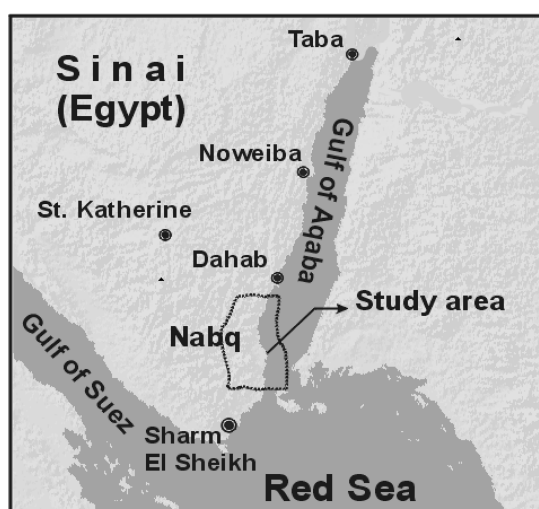 Taba
Sinai
(Egypt)
Gulf of Aqaba
Noweiba
St. Katherine
Dahab
Study area
Nabq
Gulf of Suez
Sharm
El Sheikh
Red Sea